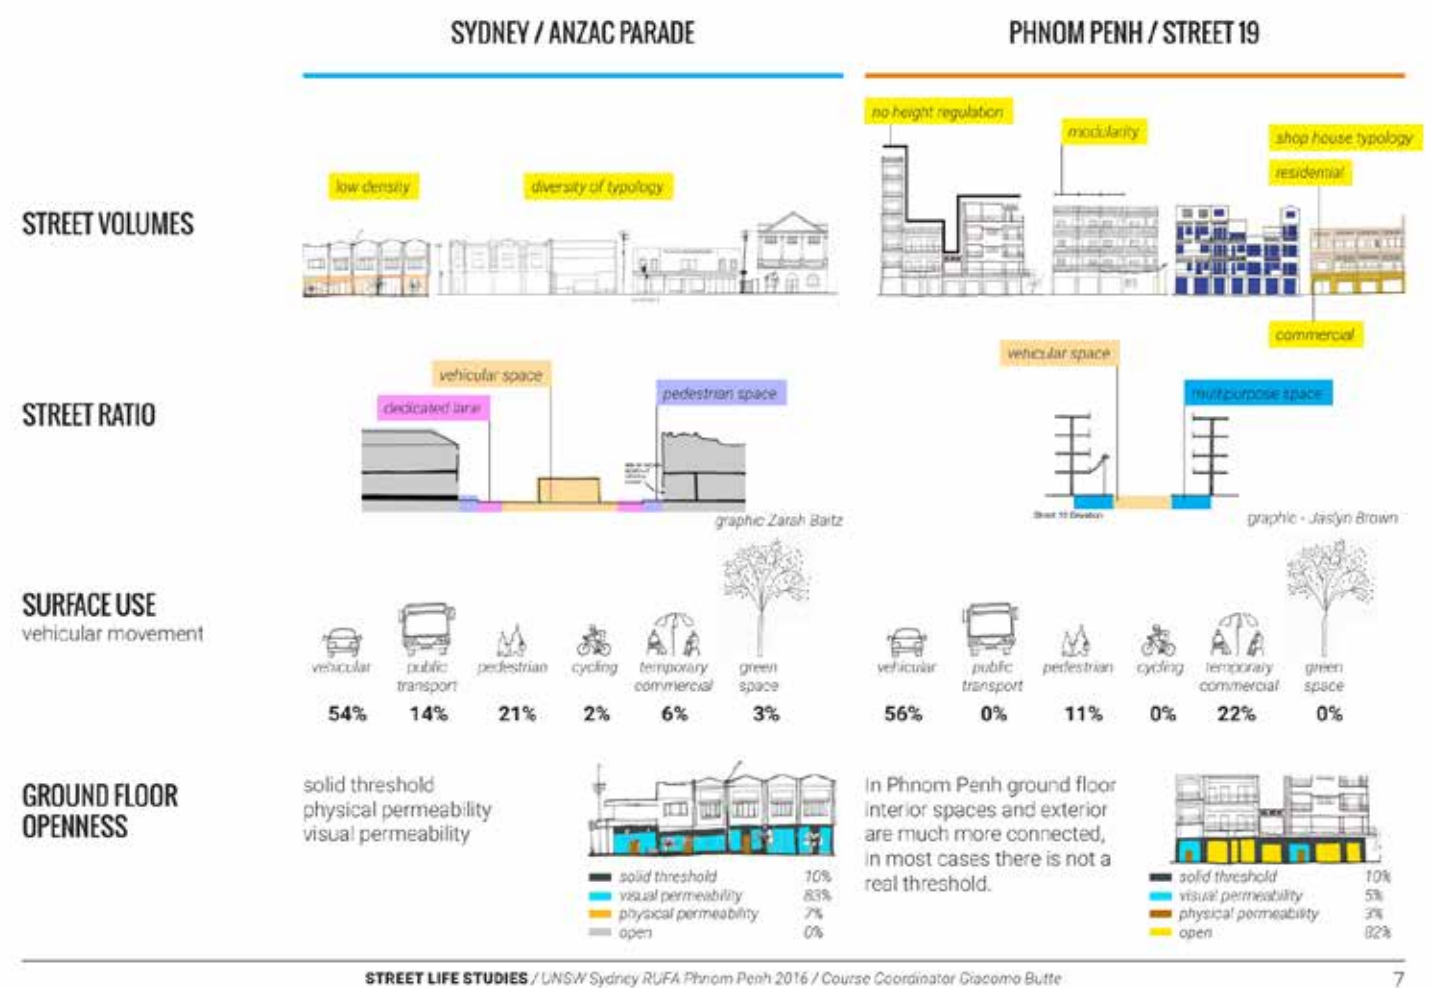 SYDNEY / ANZAC PARADE
PHNOM PENH / STREET 19
STREET VOLUMES
low density
diversity of typology
no height regulation
modularity
shop house typology
residential
commercial
STREET RATIO
vehicular space
dedicated lane
pedestrian space
graphic Zarah Baitz
vehicular space
multipurpose space
Street 19 Elevation
graphic - Jaslyn Brown
SURFACE USE
vehicular movement
vehicular
public
transport
pedestrian
cycling
temporary
commercial
green
space
54% 14% 21% 2% 6% 3%
vehicular
public
transport
pedestrian
cycling
temporary
commercial
green
space
56% 0% 11% 0% 22% 0%
GROUND FLOOR
OPENNESS
solid threshold
physical permeability
visual permeability
solid threshold 10%
visual permeability 83%
physical permeability 7%
open 0%
In Phnom Penh ground floor
interior spaces and exterior
are much more connected,
in most cases there is not a
real threshold.
solid threshold 10%
visual permeability 5%
physical permeability 3%
open 82%
STREET LIFE STUDIES / UNSW Sydney RUFA Phnom Penh 2016 / Course Coordinator Giacomo Butte
7